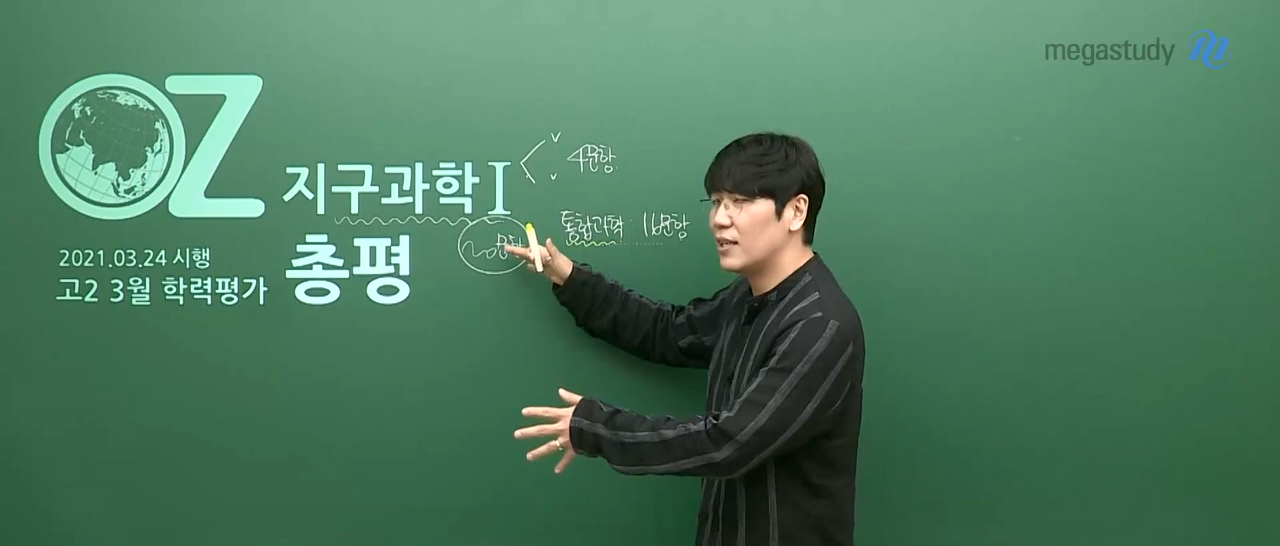 megastudy
OZ
지구과학 I
4문항
통합과학 : 16문항
2021.03.24 시행
고2 3월 학력평가
총평